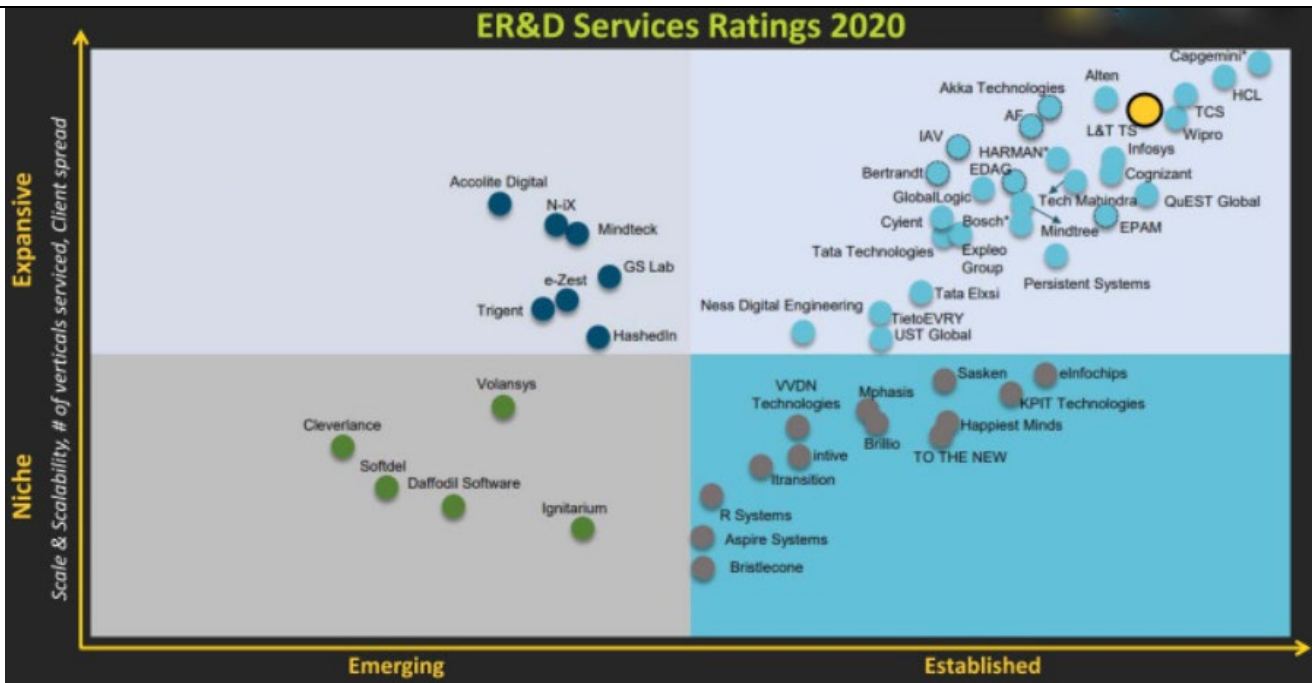 ER&D Services Ratings 2020
Capgemini*
Alten
HCL
Akka Technologies
TCS
AF
L&T TS
Wipro
IAV
HARMAN*
Infosys
Bertrandt
EDAG
Cognizant
Accolite Digital
GlobalLogic
Tech Mahindra
QuEST Global
N-iX
Cyient
Bosch*
Mindtree
EPAM
Mindteck
Tata Technologies
Expleo
Group
GS Lab
Persistent Systems
e-Zest
Tata Elxsi
Trigent
Ness Digital Engineering
TietoEVRY
HashedIn
UST Global
Expansive
Niche
Scale & Scalability, # of verticals serviced, Client spread
Volansys
Cleverlance
Softdel
Daffodil Software
Ignitarium
VVDN
Technologies
Mphasis
Sasken
eInfochips
KPIT Technologies
Happiest Minds
Brillio
TO THE NEW
intive
Itransition
R Systems
Aspire Systems
Bristlecone
Emerging
Established